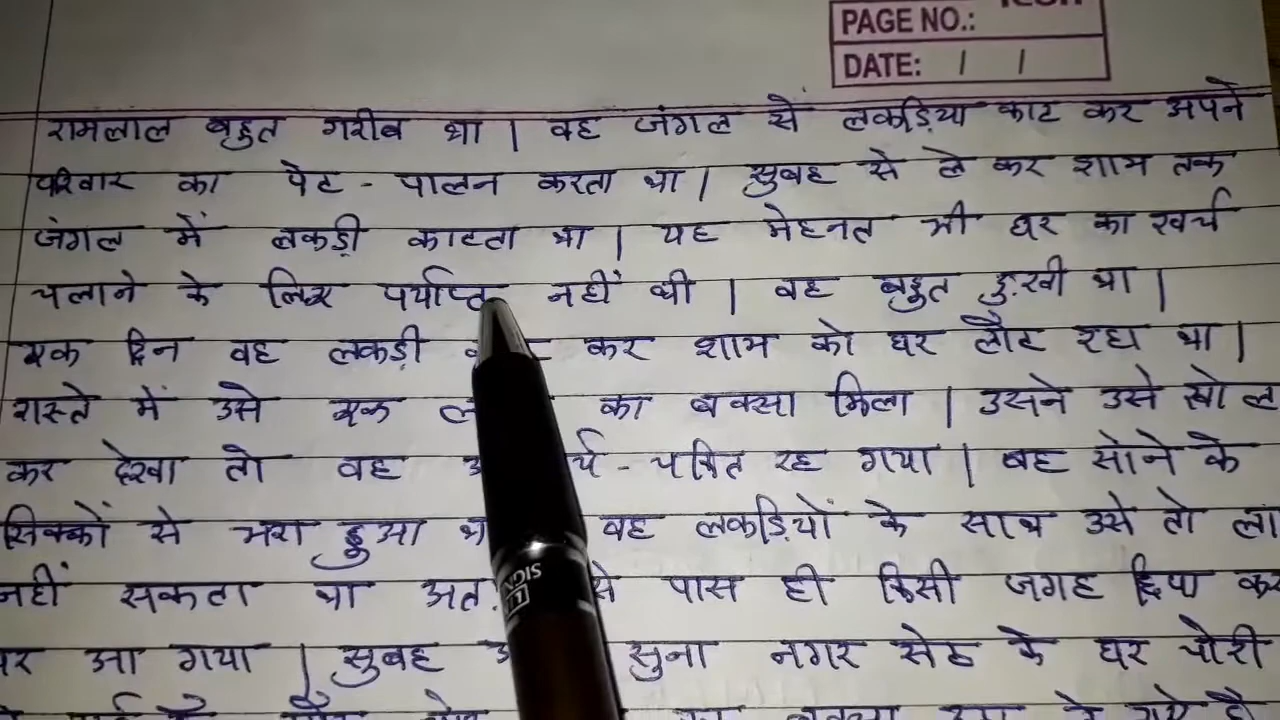 PAGE NO.:
DATE: / /
रामलाल बहुत गरीब था | वह जंगल से लकड़िया काट कर अपने
परिवार का पेट - पालन करता था | सुबह से ले कर शाम तक
जंगल में लकड़ी काटता था | यह मेहनत भी घर का खर्च
चलाने के लिए पर्याप्त नहीं थी | वह बहुत दुःखी था |
एक दिन वह लकड़ी कर शाम को घर लौट रहा था |
रास्ते में उसे एक का बक्सा मिला | उसने उसे खोल
कर देखा तो वह - चकित रह गया | वह सोने के
सिक्कों से भरा हुआ वह लकड़ियों के साथ उसे तो ला
नहीं सकता था अत: पास ही किसी जगह छिपा कर
आ गया | सुबह सुना नगर सेठ के घर चोरी